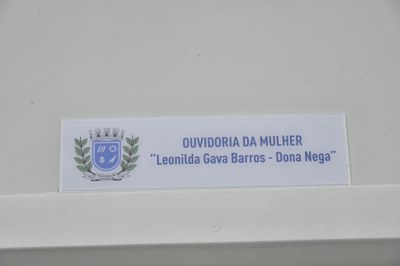 OUVIDORIA DA MULHER
"Leonilda Gava Barros - Dona Nega"